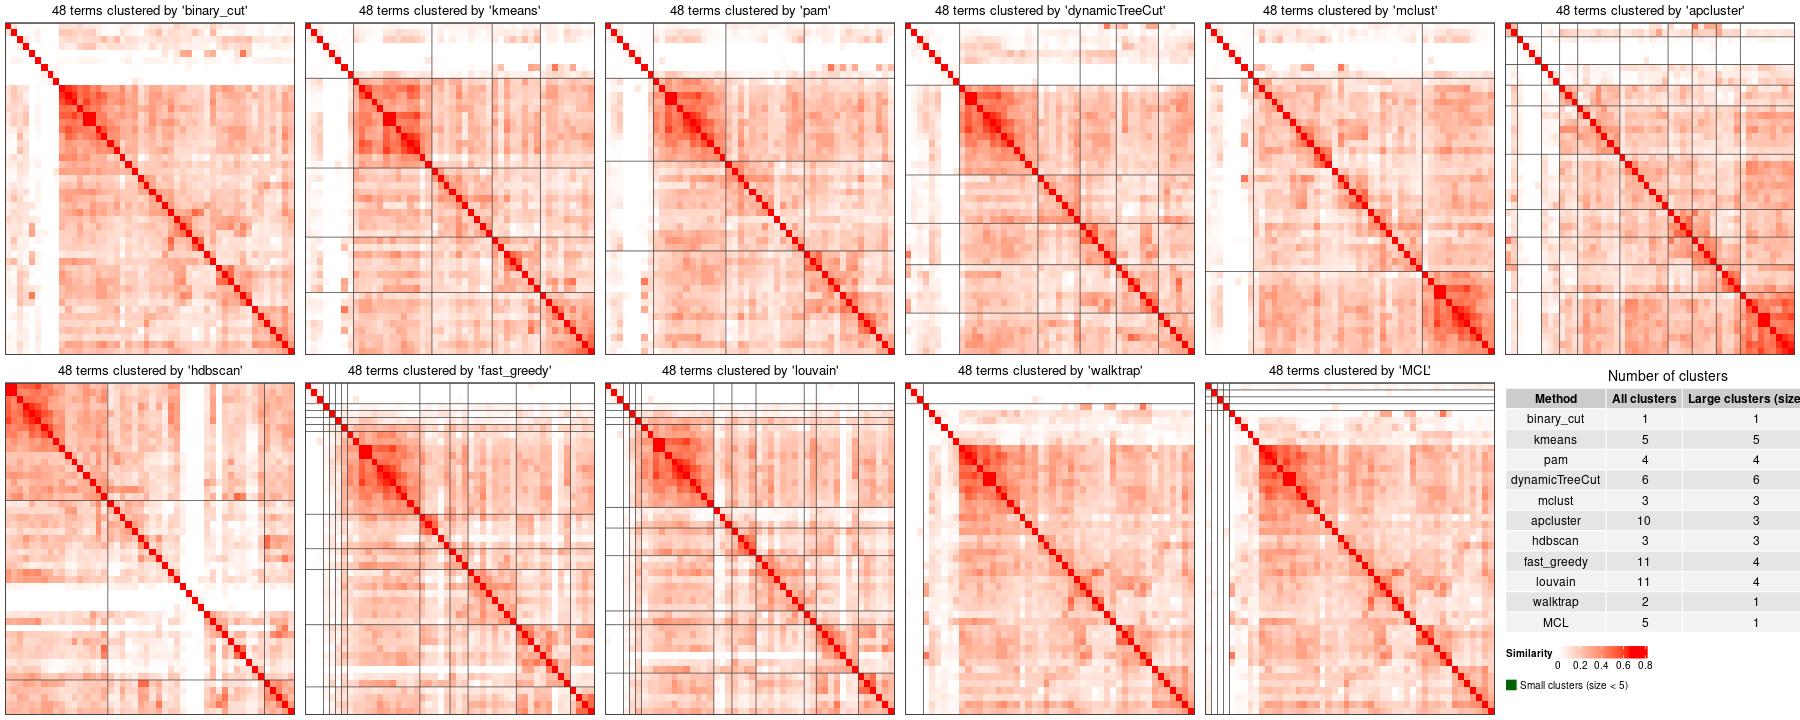 48 terms clustered by 'binary_cut'
48 terms clustered by 'kmeans'
48 terms clustered by 'pam'
48 terms clustered by 'dynamicTreeCut'
48 terms clustered by 'mclust'
48 terms clustered by 'apcluster'
48 terms clustered by 'hdbscan'
48 terms clustered by 'fast_greedy'
48 terms clustered by 'louvain'
48 terms clustered by 'walktrap'
48 terms clustered by 'MCL'
Number of clusters
Method All clusters Large clusters (size
binary_cut 1 1
kmeans 5 5
pam 4 4
dynamicTreeCut 6 6
mclust 3 3
apcluster 10 3
hdbscan 3 3
fast_greedy 11 4
louvain 11 4
walktrap 2 1
MCL 5 1
Similarity
0 0.2 0.4 0.6 0.8
Small clusters (size < 5)